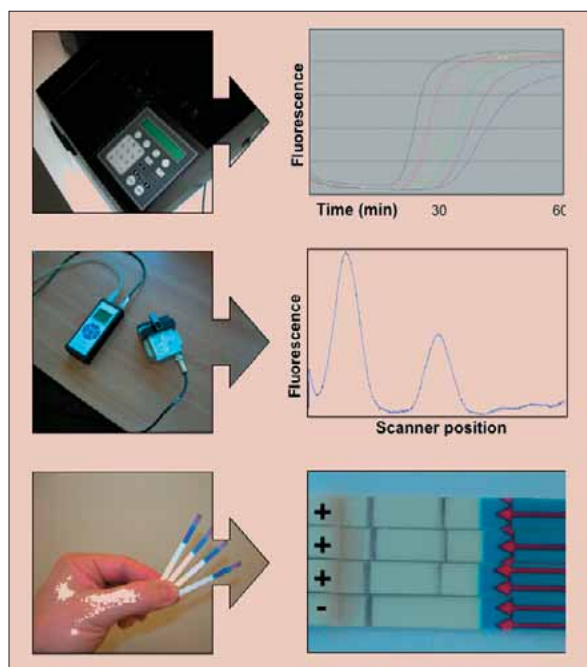 Fluorescence
Time (min) 30 60
Fluorescence
Scanner position
+
+
+
-